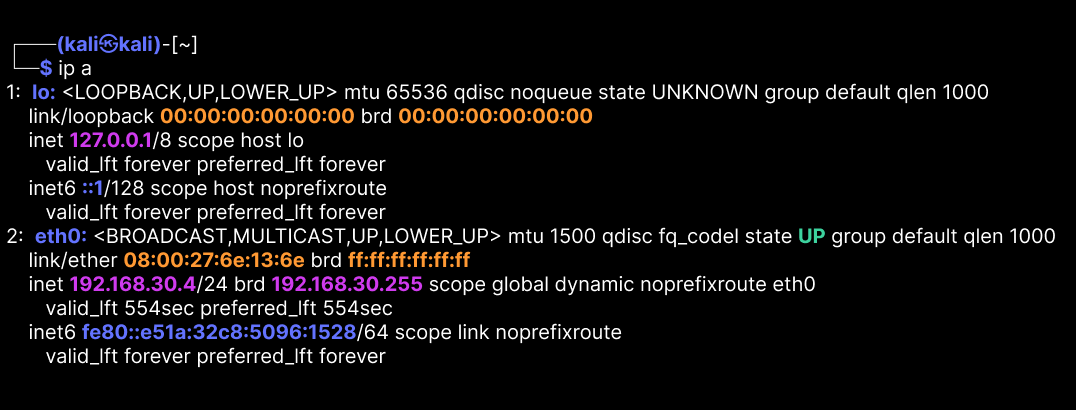 ┌──(kali㉿kali)-[~]
└─$ ip a
1: lo: <LOOPBACK,UP,LOWER_UP> mtu 65536 qdisc noqueue state UNKNOWN group default qlen 1000
link/loopback 00:00:00:00:00:00 brd 00:00:00:00:00:00
inet 127.0.0.1/8 scope host lo
valid_lft forever preferred_lft forever
inet6 ::1/128 scope host noprefixroute
valid_lft forever preferred_lft forever
2: eth0: <BROADCAST,MULTICAST,UP,LOWER_UP> mtu 1500 qdisc fq_codel state UP group default qlen 1000
link/ether 08:00:27:6e:13:6e brd ff:ff:ff:ff:ff:ff
inet 192.168.30.4/24 brd 192.168.30.255 scope global dynamic noprefixroute eth0
valid_lft 554sec preferred_lft 554sec
inet6 fe80::e51a:32c8:5096:1528/64 scope link noprefixroute
valid_lft forever preferred_lft forever